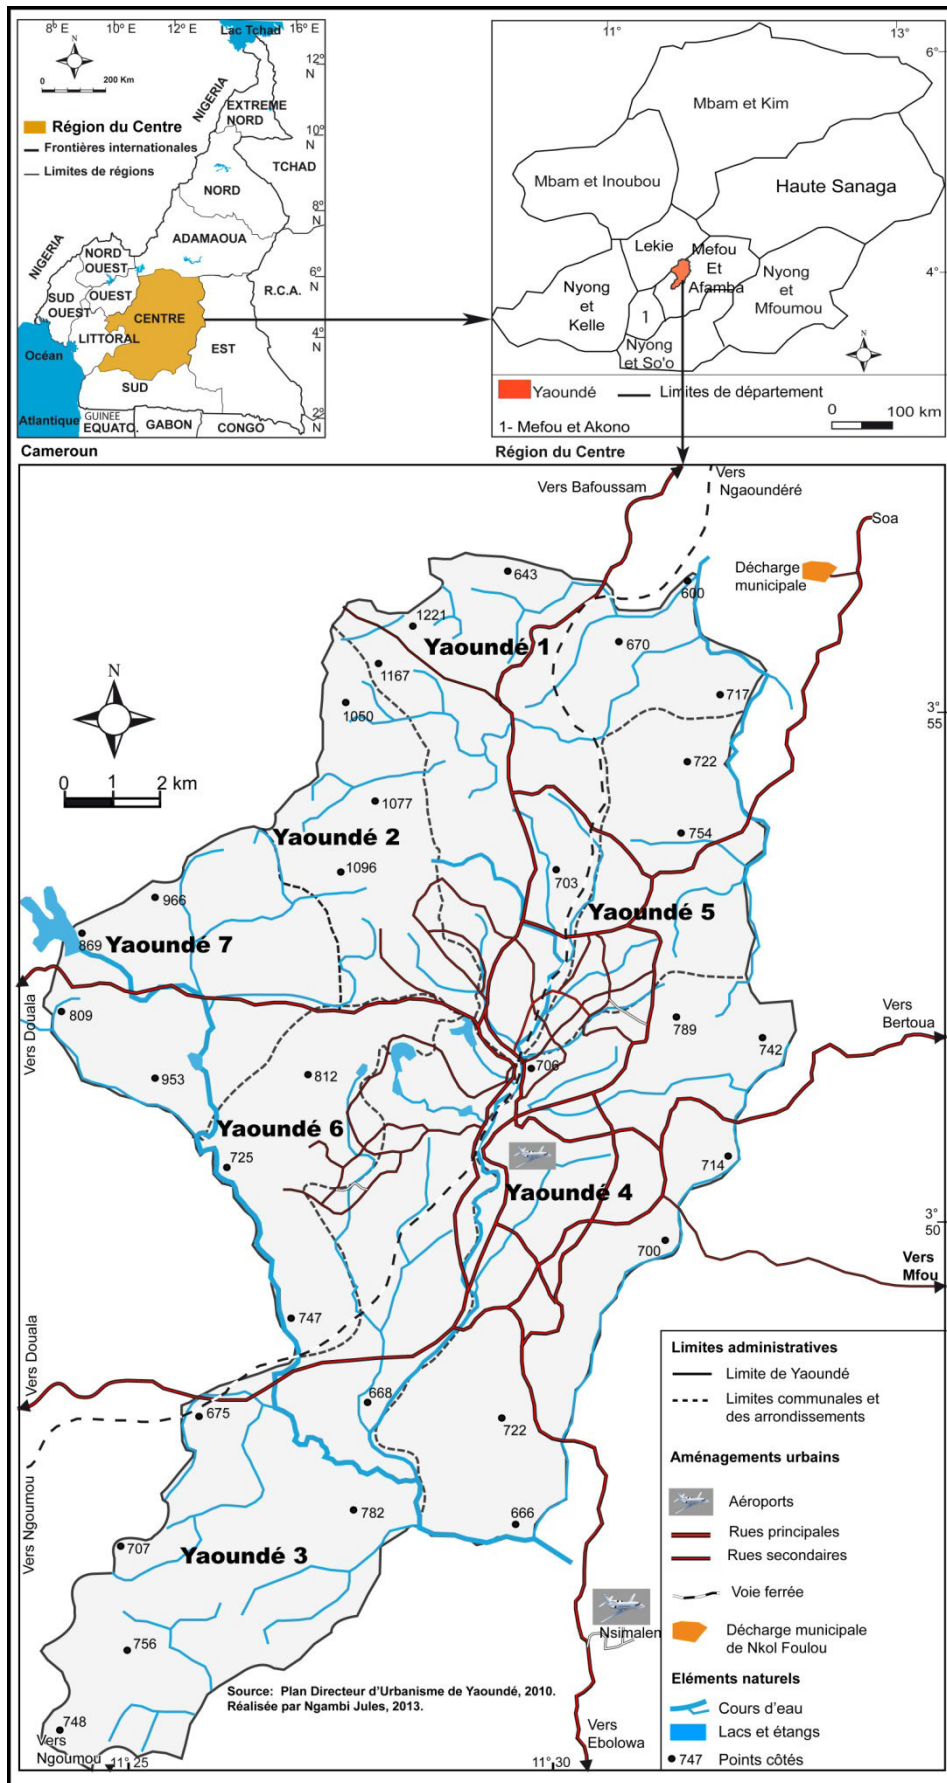 8° E
10° E
12° E
16° E
Lac Tchad
12°
N
0
200 Km
N
NIGERIA
EXTREME
NORD
10°
N
Région du Centre
Frontières internationales
Limites de régions
TCHAD
NORD
8°
N
ADAMAOUA
NIGERIA
NORD
OUEST
6°
N
R.C.A.
SUD
OUEST
OUEST
CENTRE
LITTORAL
4°
N
Océan
EST
SUD
Atlantique
GUINEE
EQUATO.
GABON
CONGO
2°
N
Cameroun
11°
13°
6°
Mbam et Kim
Mbam et Inoubou
Haute Sanaga
Lekie
Mefou
Et
Afamba
4°
Nyong
et
Kelle
Nyong
et
Mfoumou
1
Nyong
et So'o
N
Yaoundé
Limites de département
0
100 km
1- Mefou et Akono
Région du Centre
Vers Bafoussam
Vers
Ngaoundéré
Soa
Décharge
municipale
643
600
1221
Yaoundé 1
670
1167
717
1050
N
3°
55
722
0
1
2 km
1077
754
Yaoundé 2
1096
703
966
Yaoundé 5
869
Yaoundé 7
Vers Douala
809
789
742
Vers
Bertoua
953
812
706
Yaoundé 6
725
714
Yaoundé 4
3°
50
700
Vers
Mfou
747
Vers Douala
668
675
722
Vers Ngoumou
782
666
707
Yaoundé 3
756
Nsimalen
Source: Plan Directeur d'Urbanisme de Yaoundé, 2010.
Réalisée par Ngambi Jules, 2013.
748
Vers
Ngoumou
11° 25
11° 30
Vers
Ebolowa
Limites administratives
Limite de Yaoundé
Limites communales et
des arrondissements
Aménagements urbains
Aéroports
Rues principales
Rues secondaires
Voie ferrée
Décharge municipale
de Nkol Foulou
Eléments naturels
Cours d'eau
Lacs et étangs
747
Points côtés